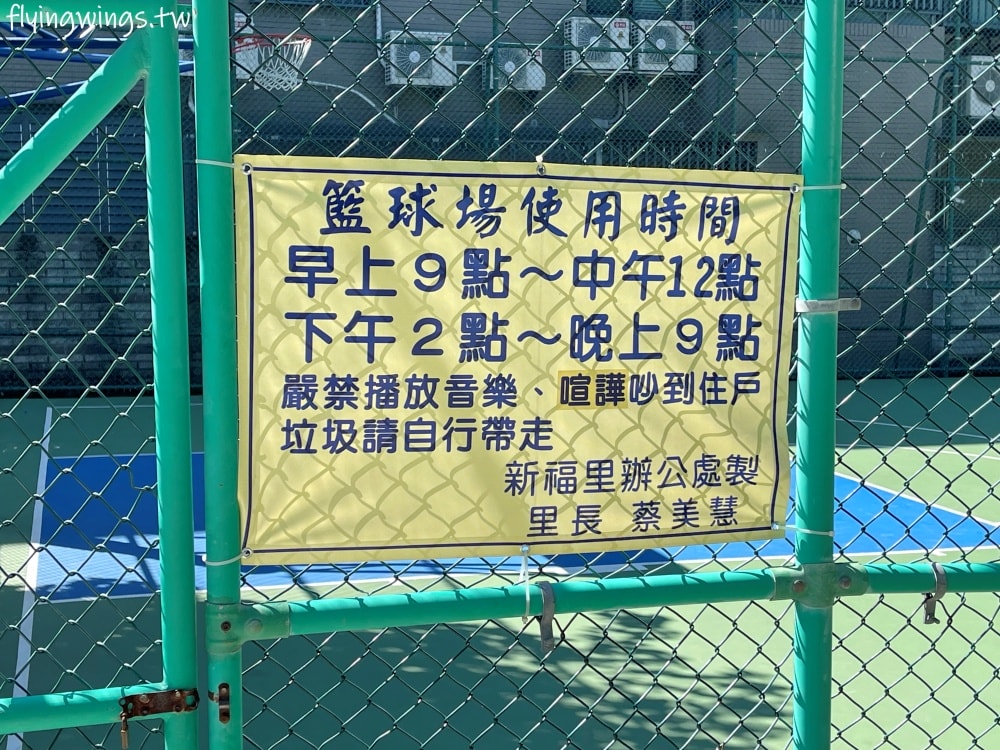 flyingwings.tw
籃球場使用時間
早上9點～中午12點
下午2點～晚上9點
嚴禁播放音樂、喧譁吵到住戶
垃圾請自行帶走
新福里辦公處製
里長 蔡美慧